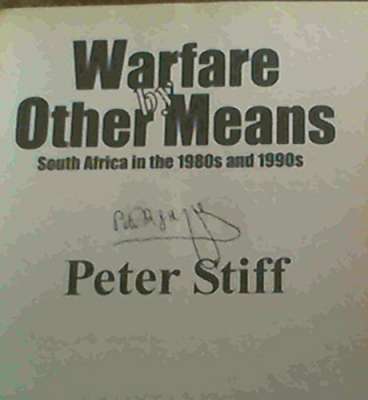 Warfare
by
Other Means
South Africa in the 1980s and 1990s
Peter Stiff